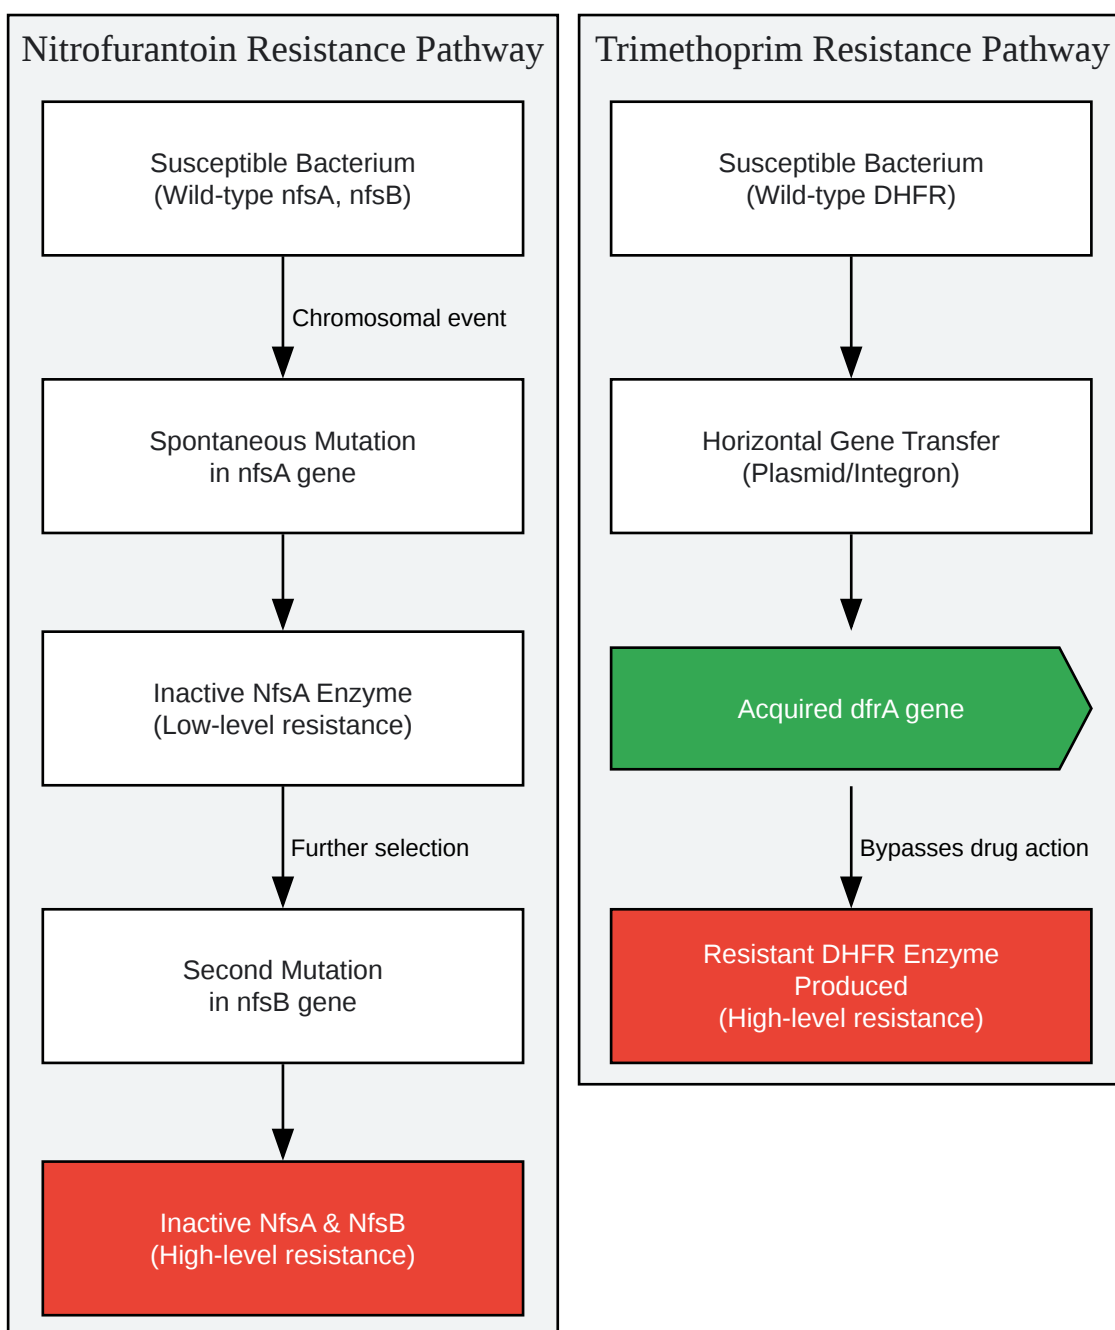 Nitrofurantoin Resistance Pathway
Susceptible Bacterium
(Wild-type nfsA, nfsB)
Chromosomal event
Spontaneous Mutation
in nfsA gene
Inactive NfsA Enzyme
(Low-level resistance)
Further selection
Second Mutation
in nfsB gene
Inactive NfsA & NfsB
(High-level resistance)
Trimethoprim Resistance Pathway
Susceptible Bacterium
(Wild-type DHFR)
Horizontal Gene Transfer
(Plasmid/Integron)
Acquired dfrA gene
Bypasses drug action
Resistant DHFR Enzyme
Produced
(High-level resistance)